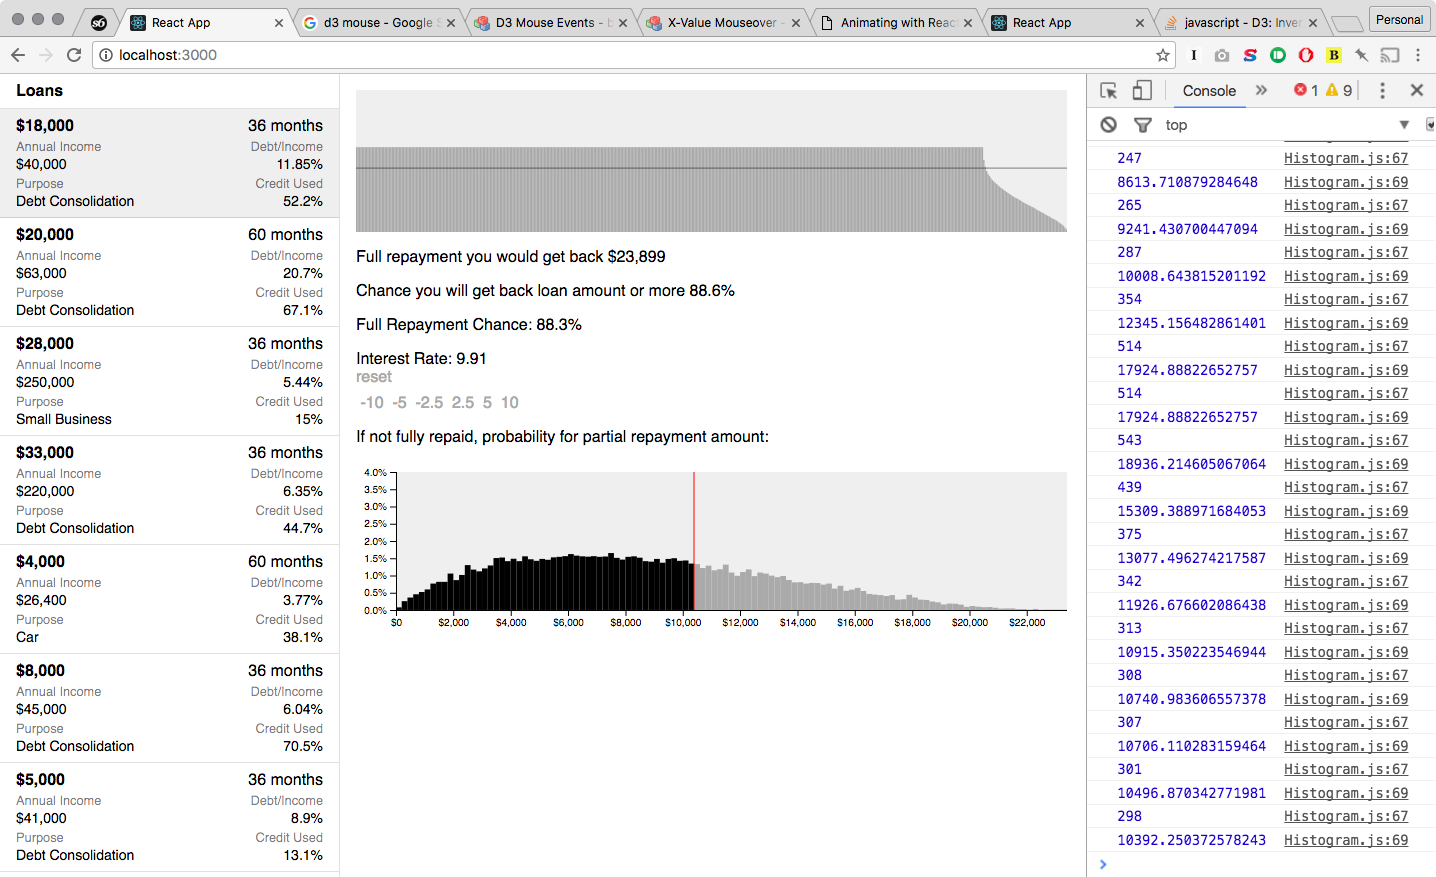 React App
d3 mouse - Google S
D3 Mouse Events - b
X-Value Mouseover -
Animating with Reac
React App
javascript - D3: Inver
Personal
localhost:3000
Loans
$18,000 36 months
Annual Income Debt/Income
$40,000 11.85%
Purpose Credit Used
Debt Consolidation 52.2%
$20,000 60 months
Annual Income Debt/Income
$63,000 20.7%
Purpose Credit Used
Debt Consolidation 67.1%
$28,000 36 months
Annual Income Debt/Income
$250,000 5.44%
Purpose Credit Used
Small Business 15%
$33,000 36 months
Annual Income Debt/Income
$220,000 6.35%
Purpose Credit Used
Debt Consolidation 44.7%
$4,000 60 months
Annual Income Debt/Income
$26,400 3.77%
Purpose Credit Used
Car 38.1%
$8,000 36 months
Annual Income Debt/Income
$45,000 6.04%
Purpose Credit Used
Debt Consolidation 70.5%
$5,000 36 months
Annual Income Debt/Income
$41,000 8.9%
Purpose Credit Used
Debt Consolidation 13.1%
Full repayment you would get back $23,899
Chance you will get back loan amount or more 88.6%
Full Repayment Chance: 88.3%
Interest Rate: 9.91
reset
-10 -5 -2.5 2.5 5 10
If not fully repaid, probability for partial repayment amount:
4.0%
3.5%
3.0%
2.5%
2.0%
1.5%
1.0%
0.5%
0.0%
$0 $2,000 $4,000 $6,000 $8,000 $10,000 $12,000 $14,000 $16,000 $18,000 $20,000 $22,000
Console » 1 9
top
247 Histogram.js:67
8613.710879284648 Histogram.js:69
265 Histogram.js:67
9241.430700447094 Histogram.js:69
287 Histogram.js:67
10008.643815201192 Histogram.js:69
354 Histogram.js:67
12345.156482861401 Histogram.js:69
514 Histogram.js:67
17924.88822652757 Histogram.js:69
514 Histogram.js:67
17924.88822652757 Histogram.js:69
543 Histogram.js:67
18936.214605067064 Histogram.js:69
439 Histogram.js:67
15309.388971684053 Histogram.js:69
375 Histogram.js:67
13077.496274217587 Histogram.js:69
342 Histogram.js:67
11926.676602086438 Histogram.js:69
313 Histogram.js:67
10915.350223546944 Histogram.js:69
308 Histogram.js:67
10740.983606557378 Histogram.js:69
307 Histogram.js:67
10706.110283159464 Histogram.js:69
301 Histogram.js:67
10496.870342771981 Histogram.js:69
298 Histogram.js:67
10392.250372578243 Histogram.js:69